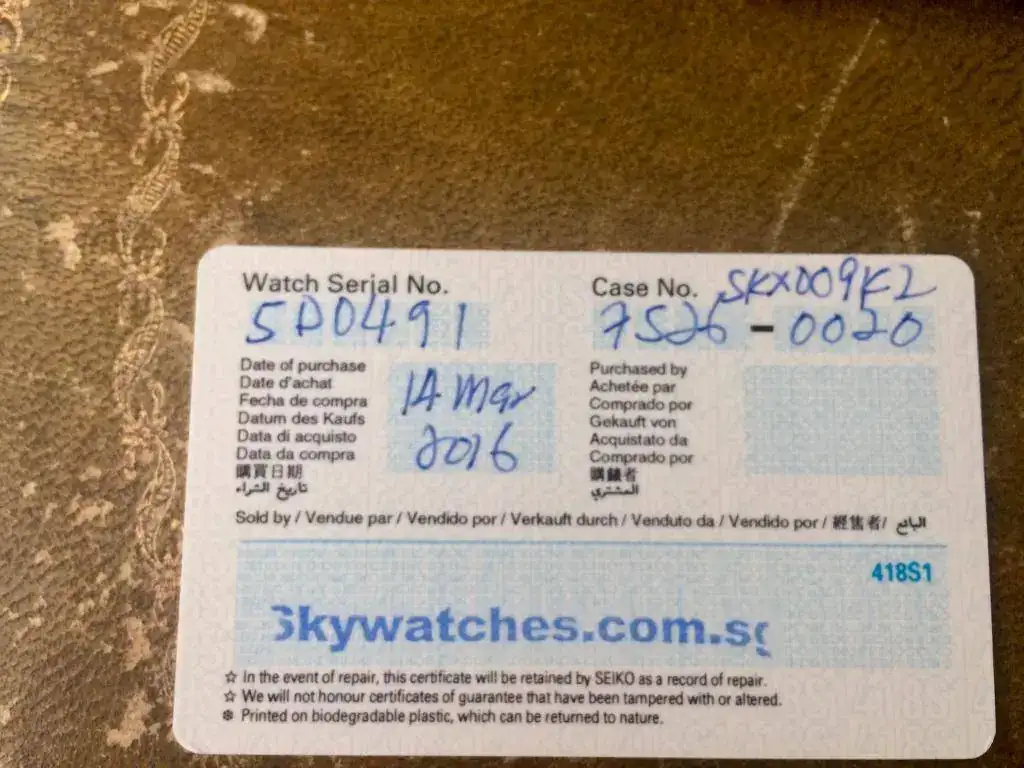 Watch Serial No.
5D0491
Case No. SKX009K2
7S26 - 0020
Date of purchase
Date d'achat
Fecha de compra
Datum des Kaufs
Data di acquisto
Data da compra
購買日期
تاريخ الشراء
14 Mar
2016
Purchased by
Achetée par
Comprado por
Gekauft von
Acquistato da
Comprado por
購錶者
المشتري
Sold by / Vendue par / Vendido por / Verkauft durch / Venduto da / Vendido por / 經售者/ البائع
418S1
Skywatches.com.sg
☆ In the event of repair, this certificate will be retained by SEIKO as a record of repair.
☆ We will not honour certificates of guarantee that have been tampered with or altered.
❄ Printed on biodegradable plastic, which can be returned to nature.